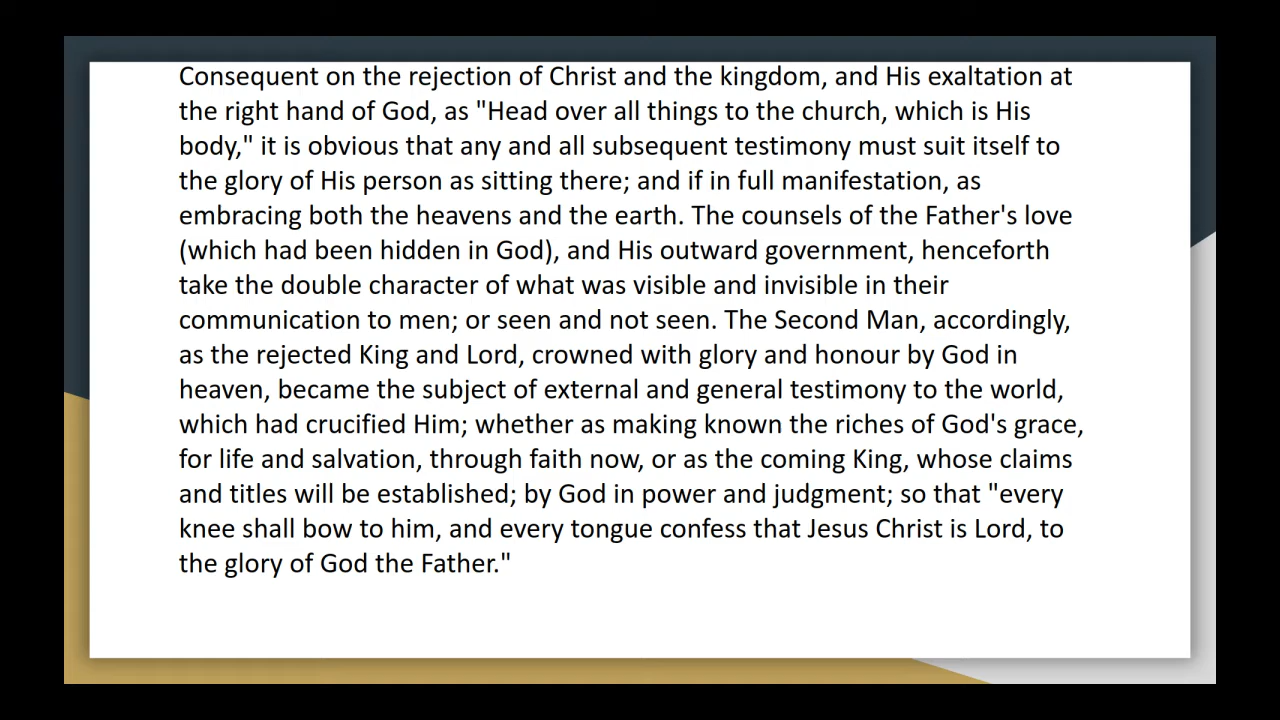 Consequent on the rejection of Christ and the kingdom, and His exaltation at
the right hand of God, as "Head over all things to the church, which is His
body," it is obvious that any and all subsequent testimony must suit itself to
the glory of His person as sitting there; and if in full manifestation, as
embracing both the heavens and the earth. The counsels of the Father's love
(which had been hidden in God), and His outward government, henceforth
take the double character of what was visible and invisible in their
communication to men; or seen and not seen. The Second Man, accordingly,
as the rejected King and Lord, crowned with glory and honour by God in
heaven, became the subject of external and general testimony to the world,
which had crucified Him; whether as making known the riches of God's grace,
for life and salvation, through faith now, or as the coming King, whose claims
and titles will be established; by God in power and judgment; so that "every
knee shall bow to him, and every tongue confess that Jesus Christ is Lord, to
the glory of God the Father."